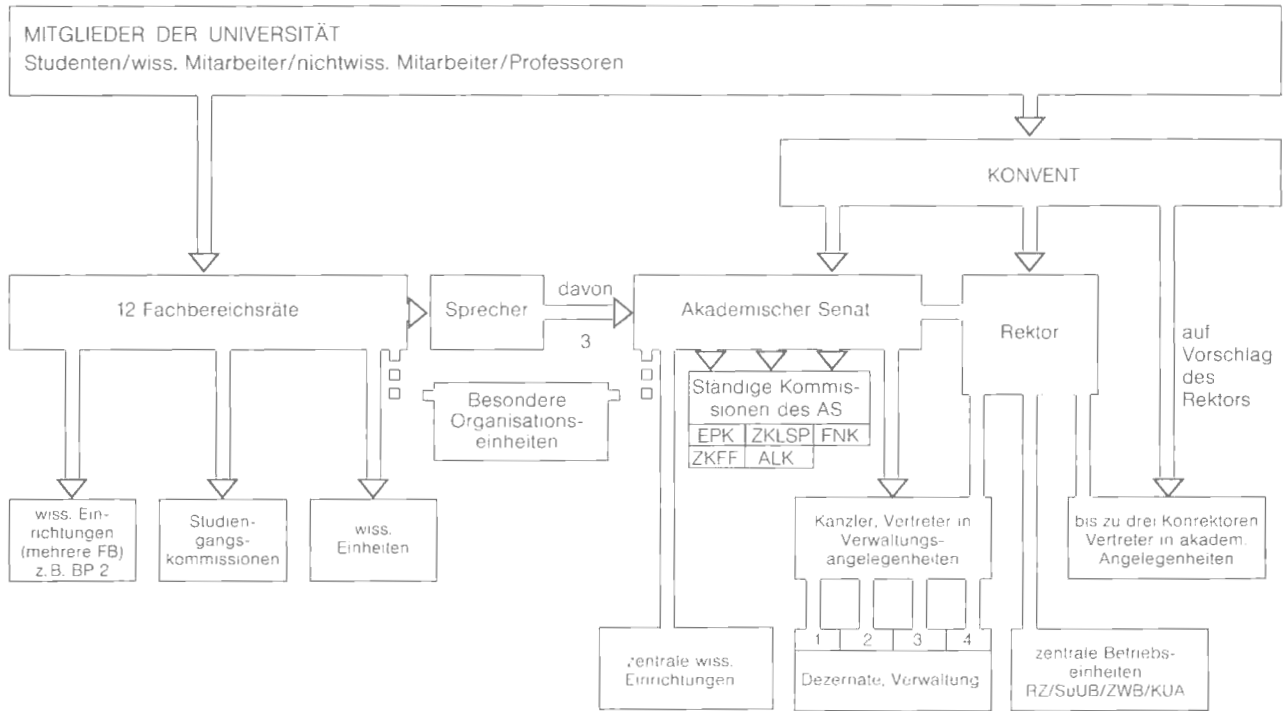 MITGLIEDER DER UNIVERSITÄT
Studenten/wiss. Mitarbeiter/nichtwiss. Mitarbeiter/Professoren
KONVENT
12 Fachbereichsräte
Sprecher
davon
3
Akademischer Senat
Rektor
auf
Vorschlag
des
Rektors
Besondere
Organisations-
einheiten
Ständige Kommis-
sionen des AS
EPK ZKLSP FNK
ZKFF ALK
wiss. Ein-
richtungen
(mehrere FB)
z. B. BP 2
Studien-
gangs-
kommissionen
wiss.
Einheiten
Kanzler, Vertreter in
Verwaltungs-
angelegenheiten
bis zu drei Konrektoren
Vertreter in akadem.
Angelegenheiten
zentrale wiss.
Einrichtungen
1 2 3 4
Dezernate, Verwaltung
zentrale Betriebs-
einheiten
RZ/SuUB/ZWB/KUA